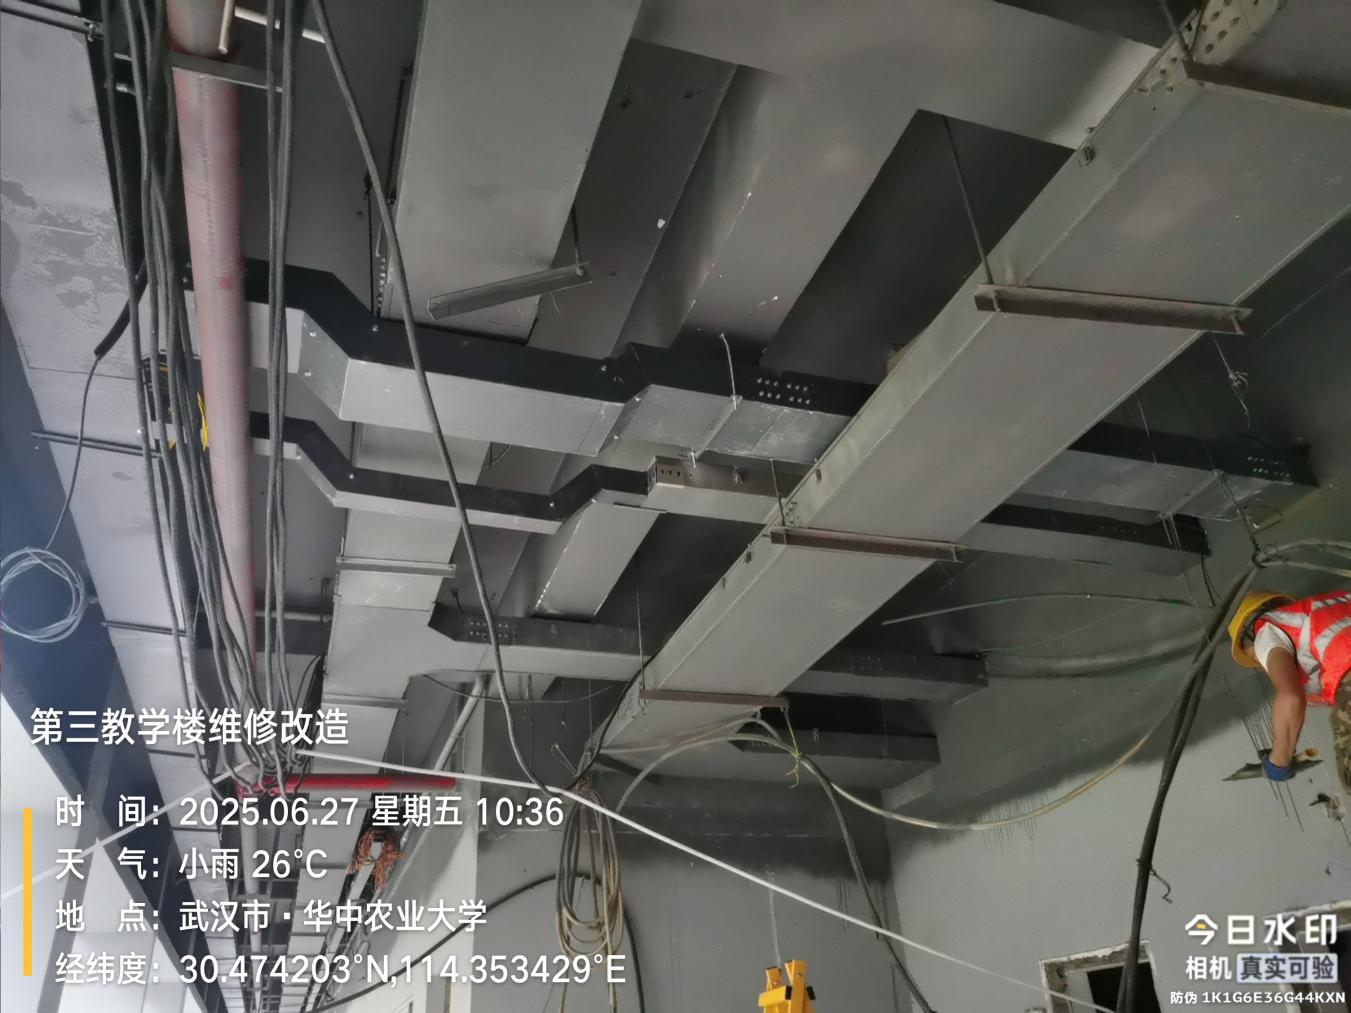 第三教学楼维修改造
时 间：2025.06.27 星期五 10:36
天 气：小雨 26°C
地 点：武汉市·华中农业大学
经纬度：30.474203°N,114.353429°E
今日水印
相机 真实可验
防伪 1K1G6E36G44KXN